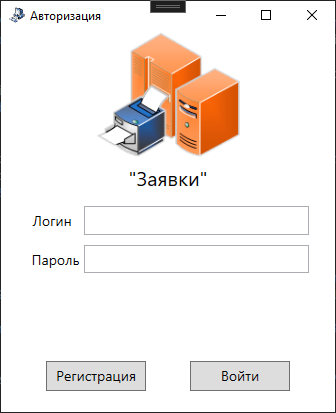 Авторизация
"Заявки"
Логин
Пароль
Регистрация
Войти